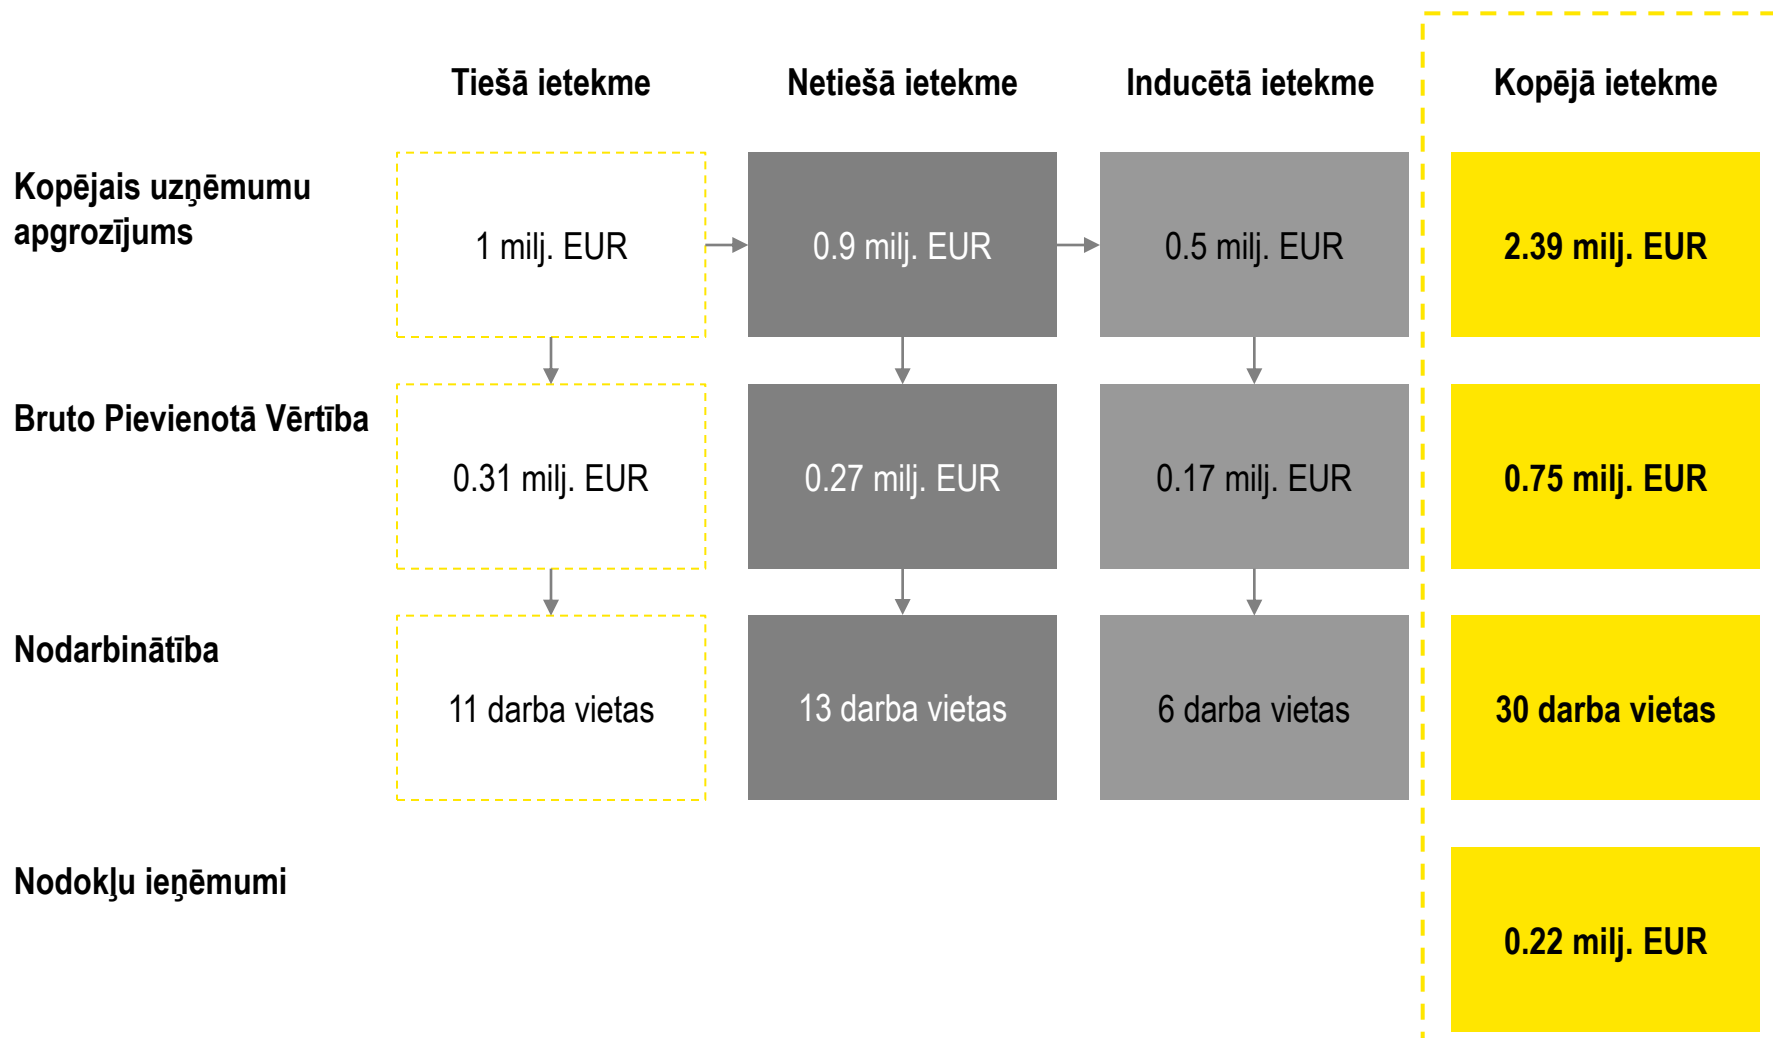 Tiešā ietekme
Netiešā ietekme
Inducētā ietekme
Kopējā ietekme
Kopējais uzņēmumu
apgrozījums
1 milj. EUR
0.9 milj. EUR
0.5 milj. EUR
2.39 milj. EUR
Bruto Pievienotā Vērtība
0.31 milj. EUR
0.27 milj. EUR
0.17 milj. EUR
0.75 milj. EUR
Nodarbinātība
11 darba vietas
13 darba vietas
6 darba vietas
30 darba vietas
Nodokļu ieņēmumi
0.22 milj. EUR